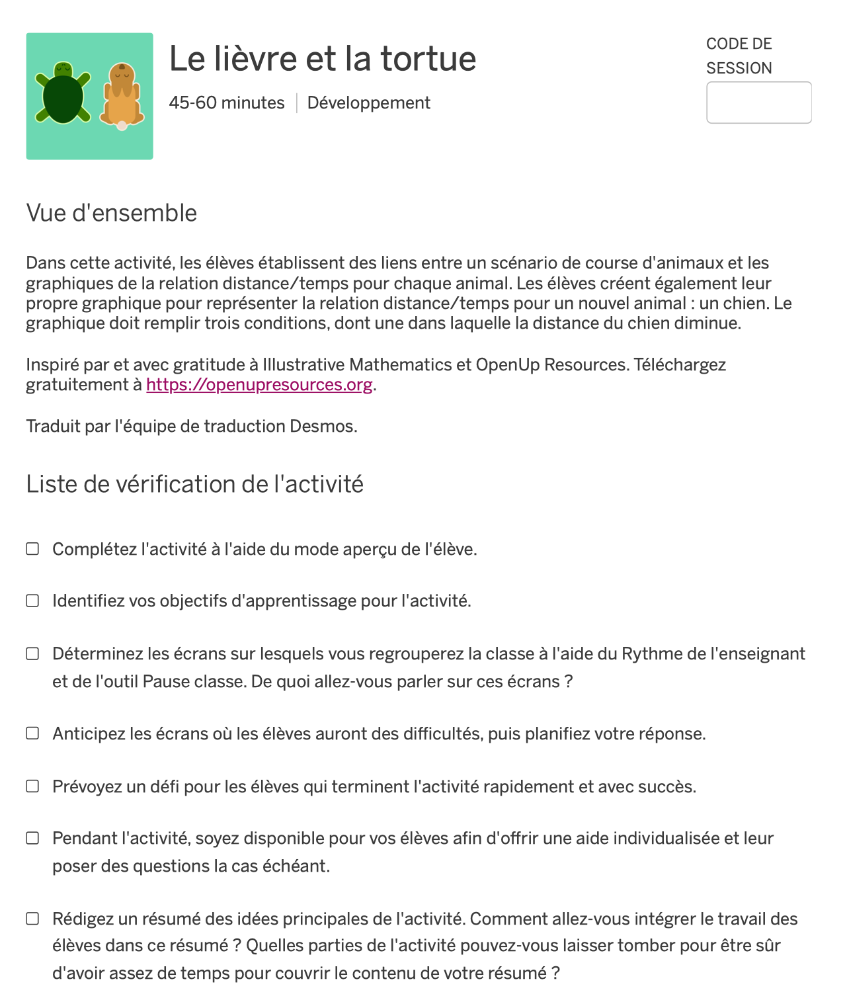 Le lièvre et la tortue
45-60 minutes
Développement
CODE DE
SESSION
Vue d'ensemble
Dans cette activité, les élèves établissent des liens entre un scénario de course d'animaux et les
graphiques de la relation distance/temps pour chaque animal. Les élèves créent également leur
propre graphique pour représenter la relation distance/temps pour un nouvel animal : un chien. Le
graphique doit remplir trois conditions, dont une dans laquelle la distance du chien diminue.
Inspiré par et avec gratitude à Illustrative Mathematics et OpenUp Resources. Téléchargez
gratuitement à https://openupresources.org.
Traduit par l'équipe de traduction Desmos.
Liste de vérification de l'activité
Complétez l'activité à l'aide du mode aperçu de l'élève.
Identifiez vos objectifs d'apprentissage pour l'activité.
Déterminez les écrans sur lesquels vous regrouperez la classe à l'aide du Rythme de l'enseignant
et de l'outil Pause classe. De quoi allez-vous parler sur ces écrans ?
Anticipez les écrans où les élèves auront des difficultés, puis planifiez votre réponse.
Prévoyez un défi pour les élèves qui terminent l'activité rapidement et avec succès.
Pendant l'activité, soyez disponible pour vos élèves afin d'offrir une aide individualisée et leur
poser des questions la cas échéant.
Rédigez un résumé des idées principales de l'activité. Comment allez-vous intégrer le travail des
élèves dans ce résumé ? Quelles parties de l'activité pouvez-vous laisser tomber pour être sûr
d'avoir assez de temps pour couvrir le contenu de votre résumé ?